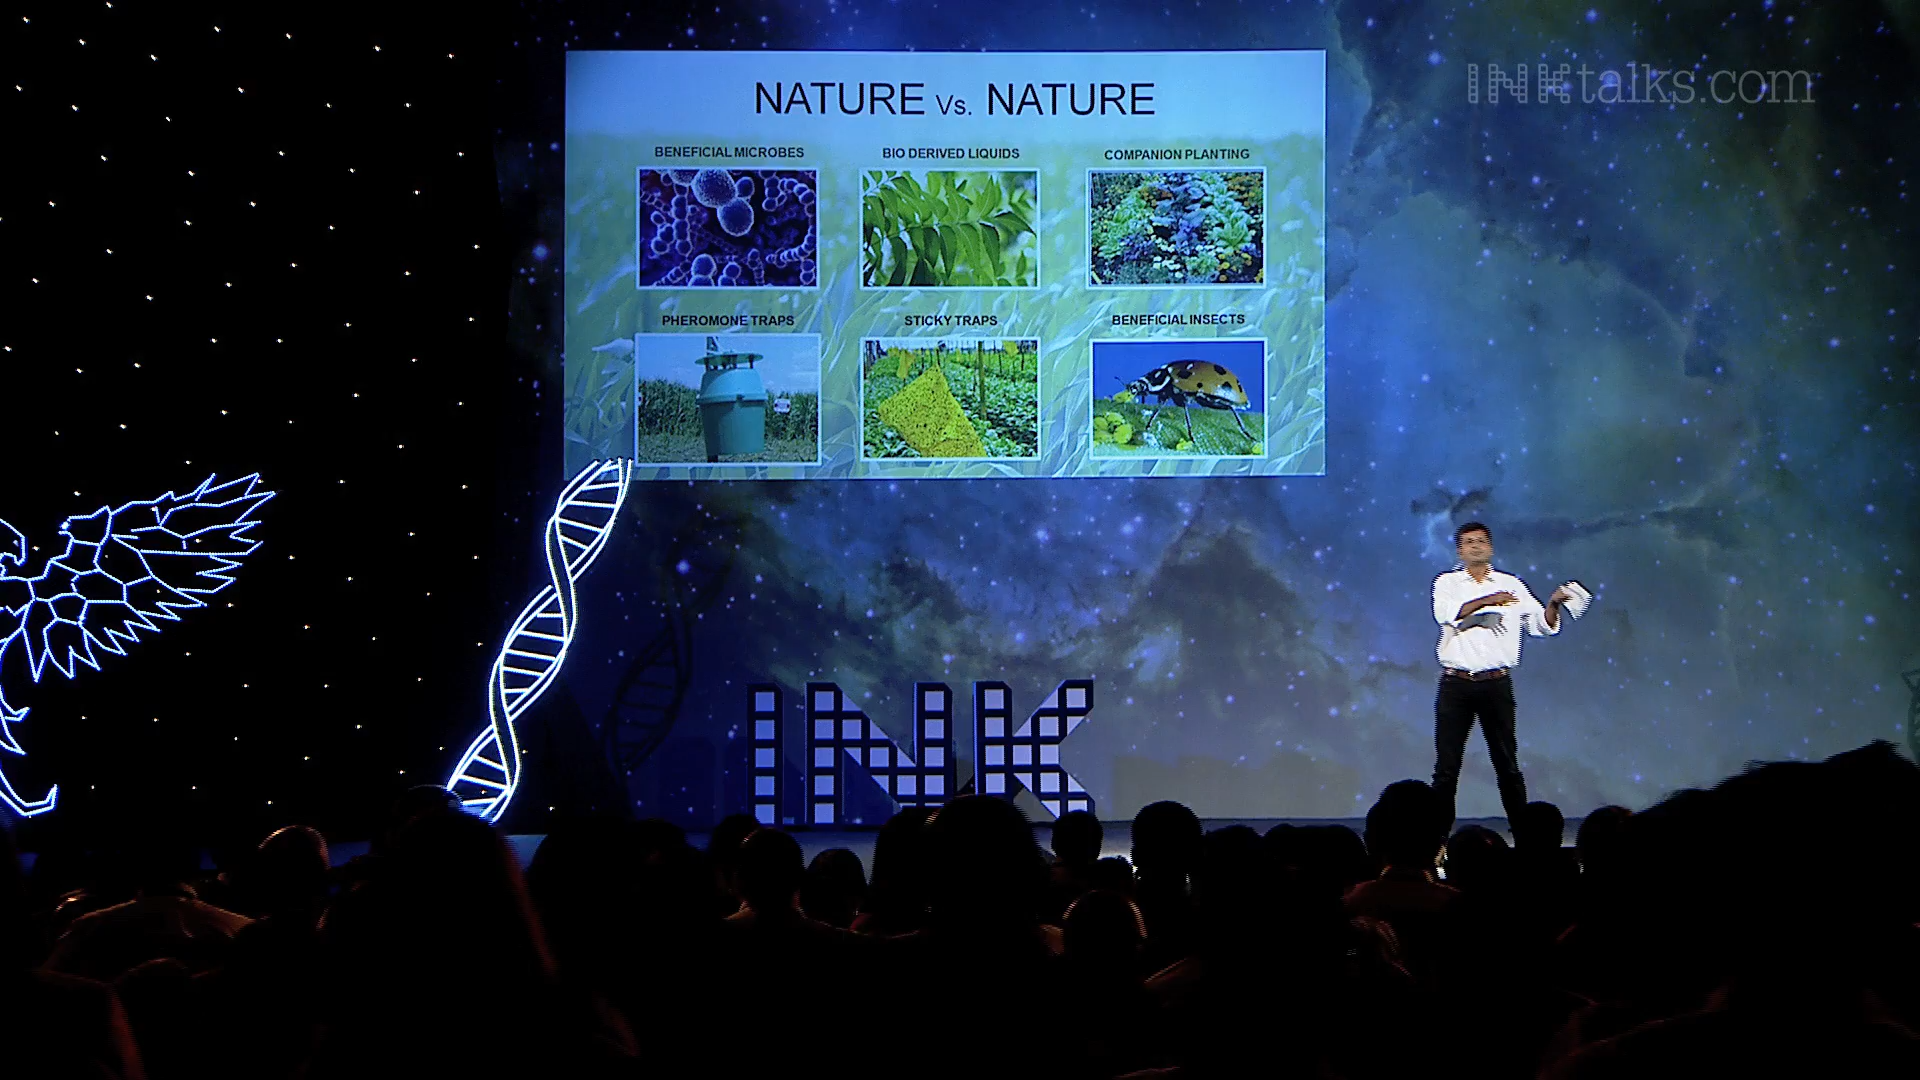 NATURE Vs. NATURE
BENEFICIAL MICROBES
BIO DERIVED LIQUIDS
COMPANION PLANTING
PHEROMONE TRAPS
STICKY TRAPS
BENEFICIAL INSECTS
INKtalks.com
INK